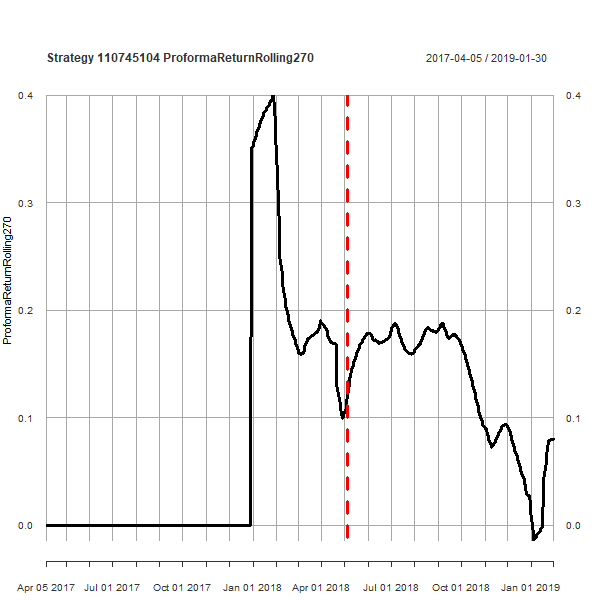 Strategy 110745104 ProformaReturnRolling270
2017-04-05 / 2019-01-30
0.4
0.4
0.3
0.3
ProformaReturnRolling270
0.2
0.2
0.1
0.1
0.0
0.0
Apr 05 2017
Jul 01 2017
Oct 01 2017
Jan 01 2018
Apr 01 2018
Jul 01 2018
Oct 01 2018
Jan 01 2019